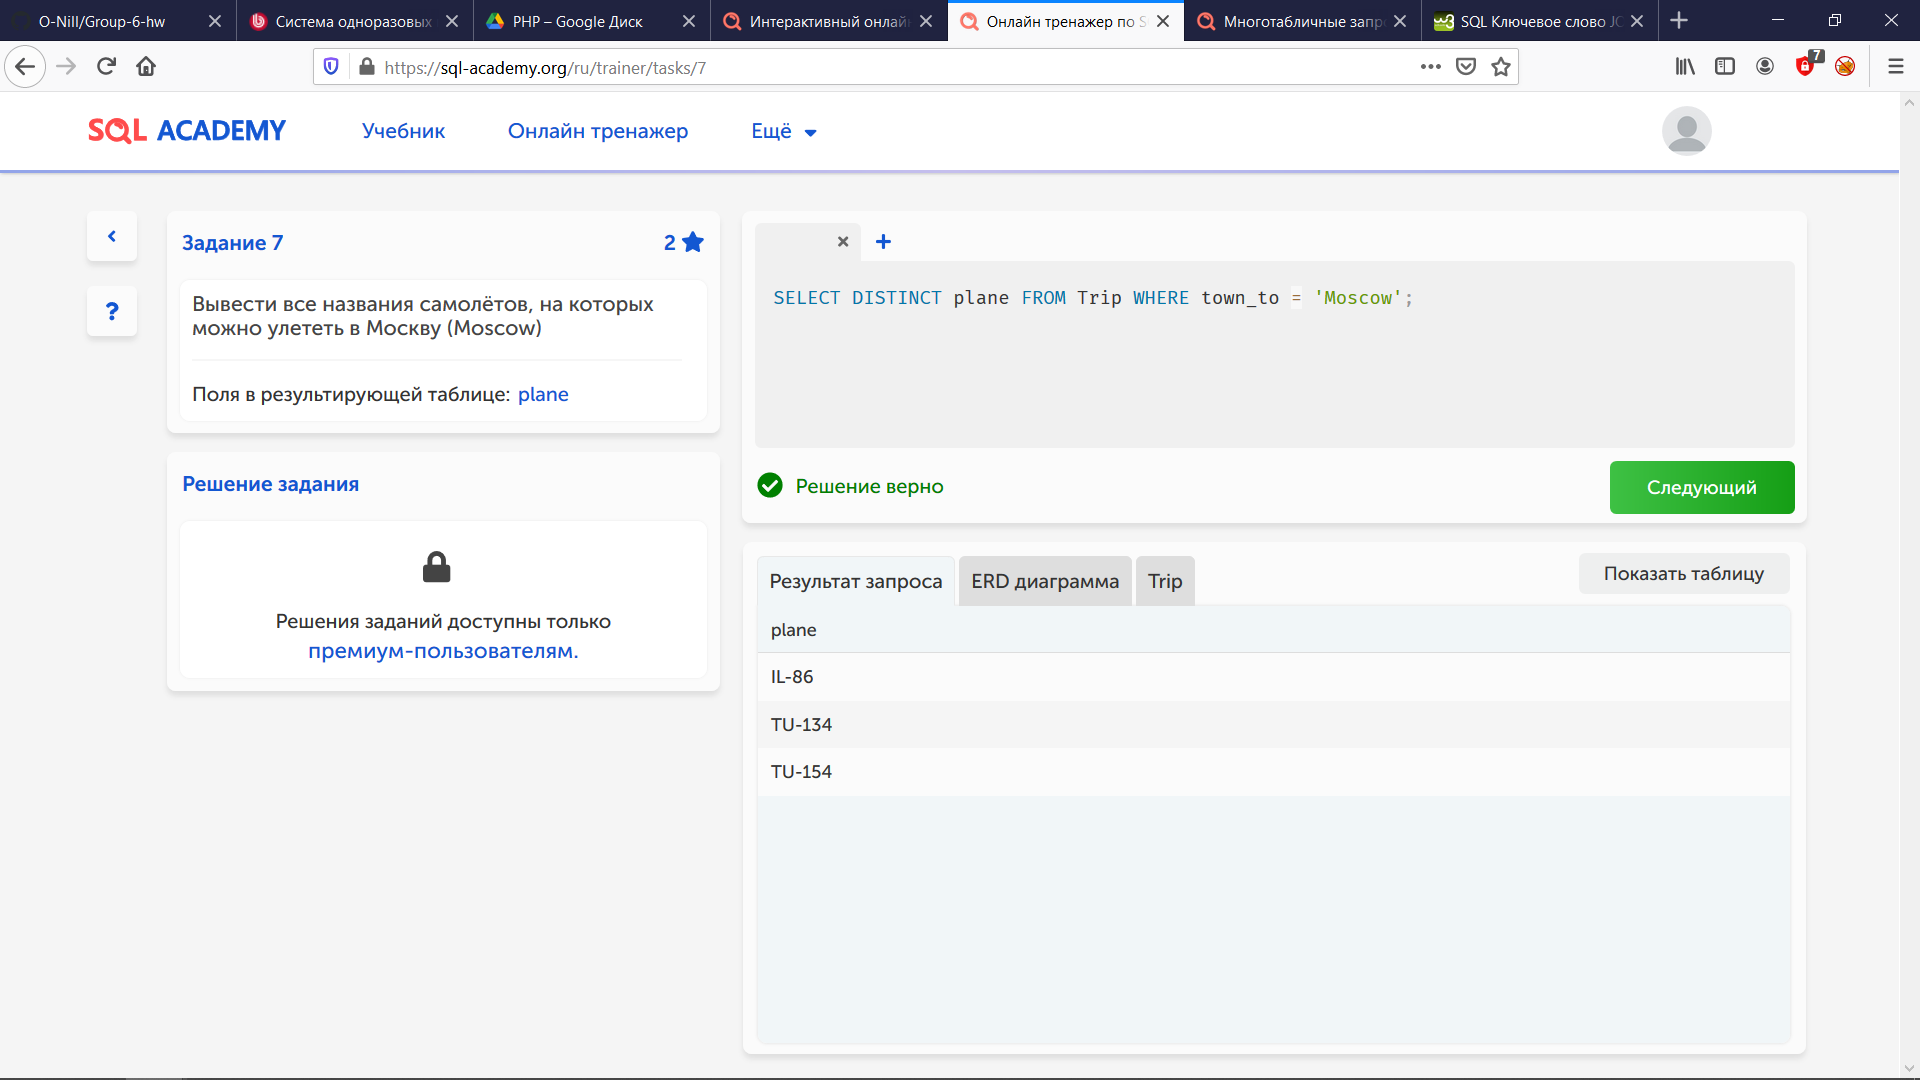 O-Nill/Group-6-hw
Система одноразовых
PHP – Google Диск
Интерактивный онлай
Онлайн тренажер по S
Многотабличные запр
SQL Ключевое слово JO
https://sql-academy.org/ru/trainer/tasks/7
7
SQL ACADEMY
Учебник
Онлайн тренажер
Ещё
Задание 7
2
Вывести все названия самолётов, на которых
можно улететь в Москву (Moscow)
Поля в результирующей таблице: plane
?
Решение задания
Решения заданий доступны только
премиум-пользователям.
SELECT DISTINCT plane FROM Trip WHERE town_to = 'Moscow';
Решение верно
Следующий
Результат запроса
ERD диаграмма
Trip
Показать таблицу
plane
IL-86
TU-134
TU-154